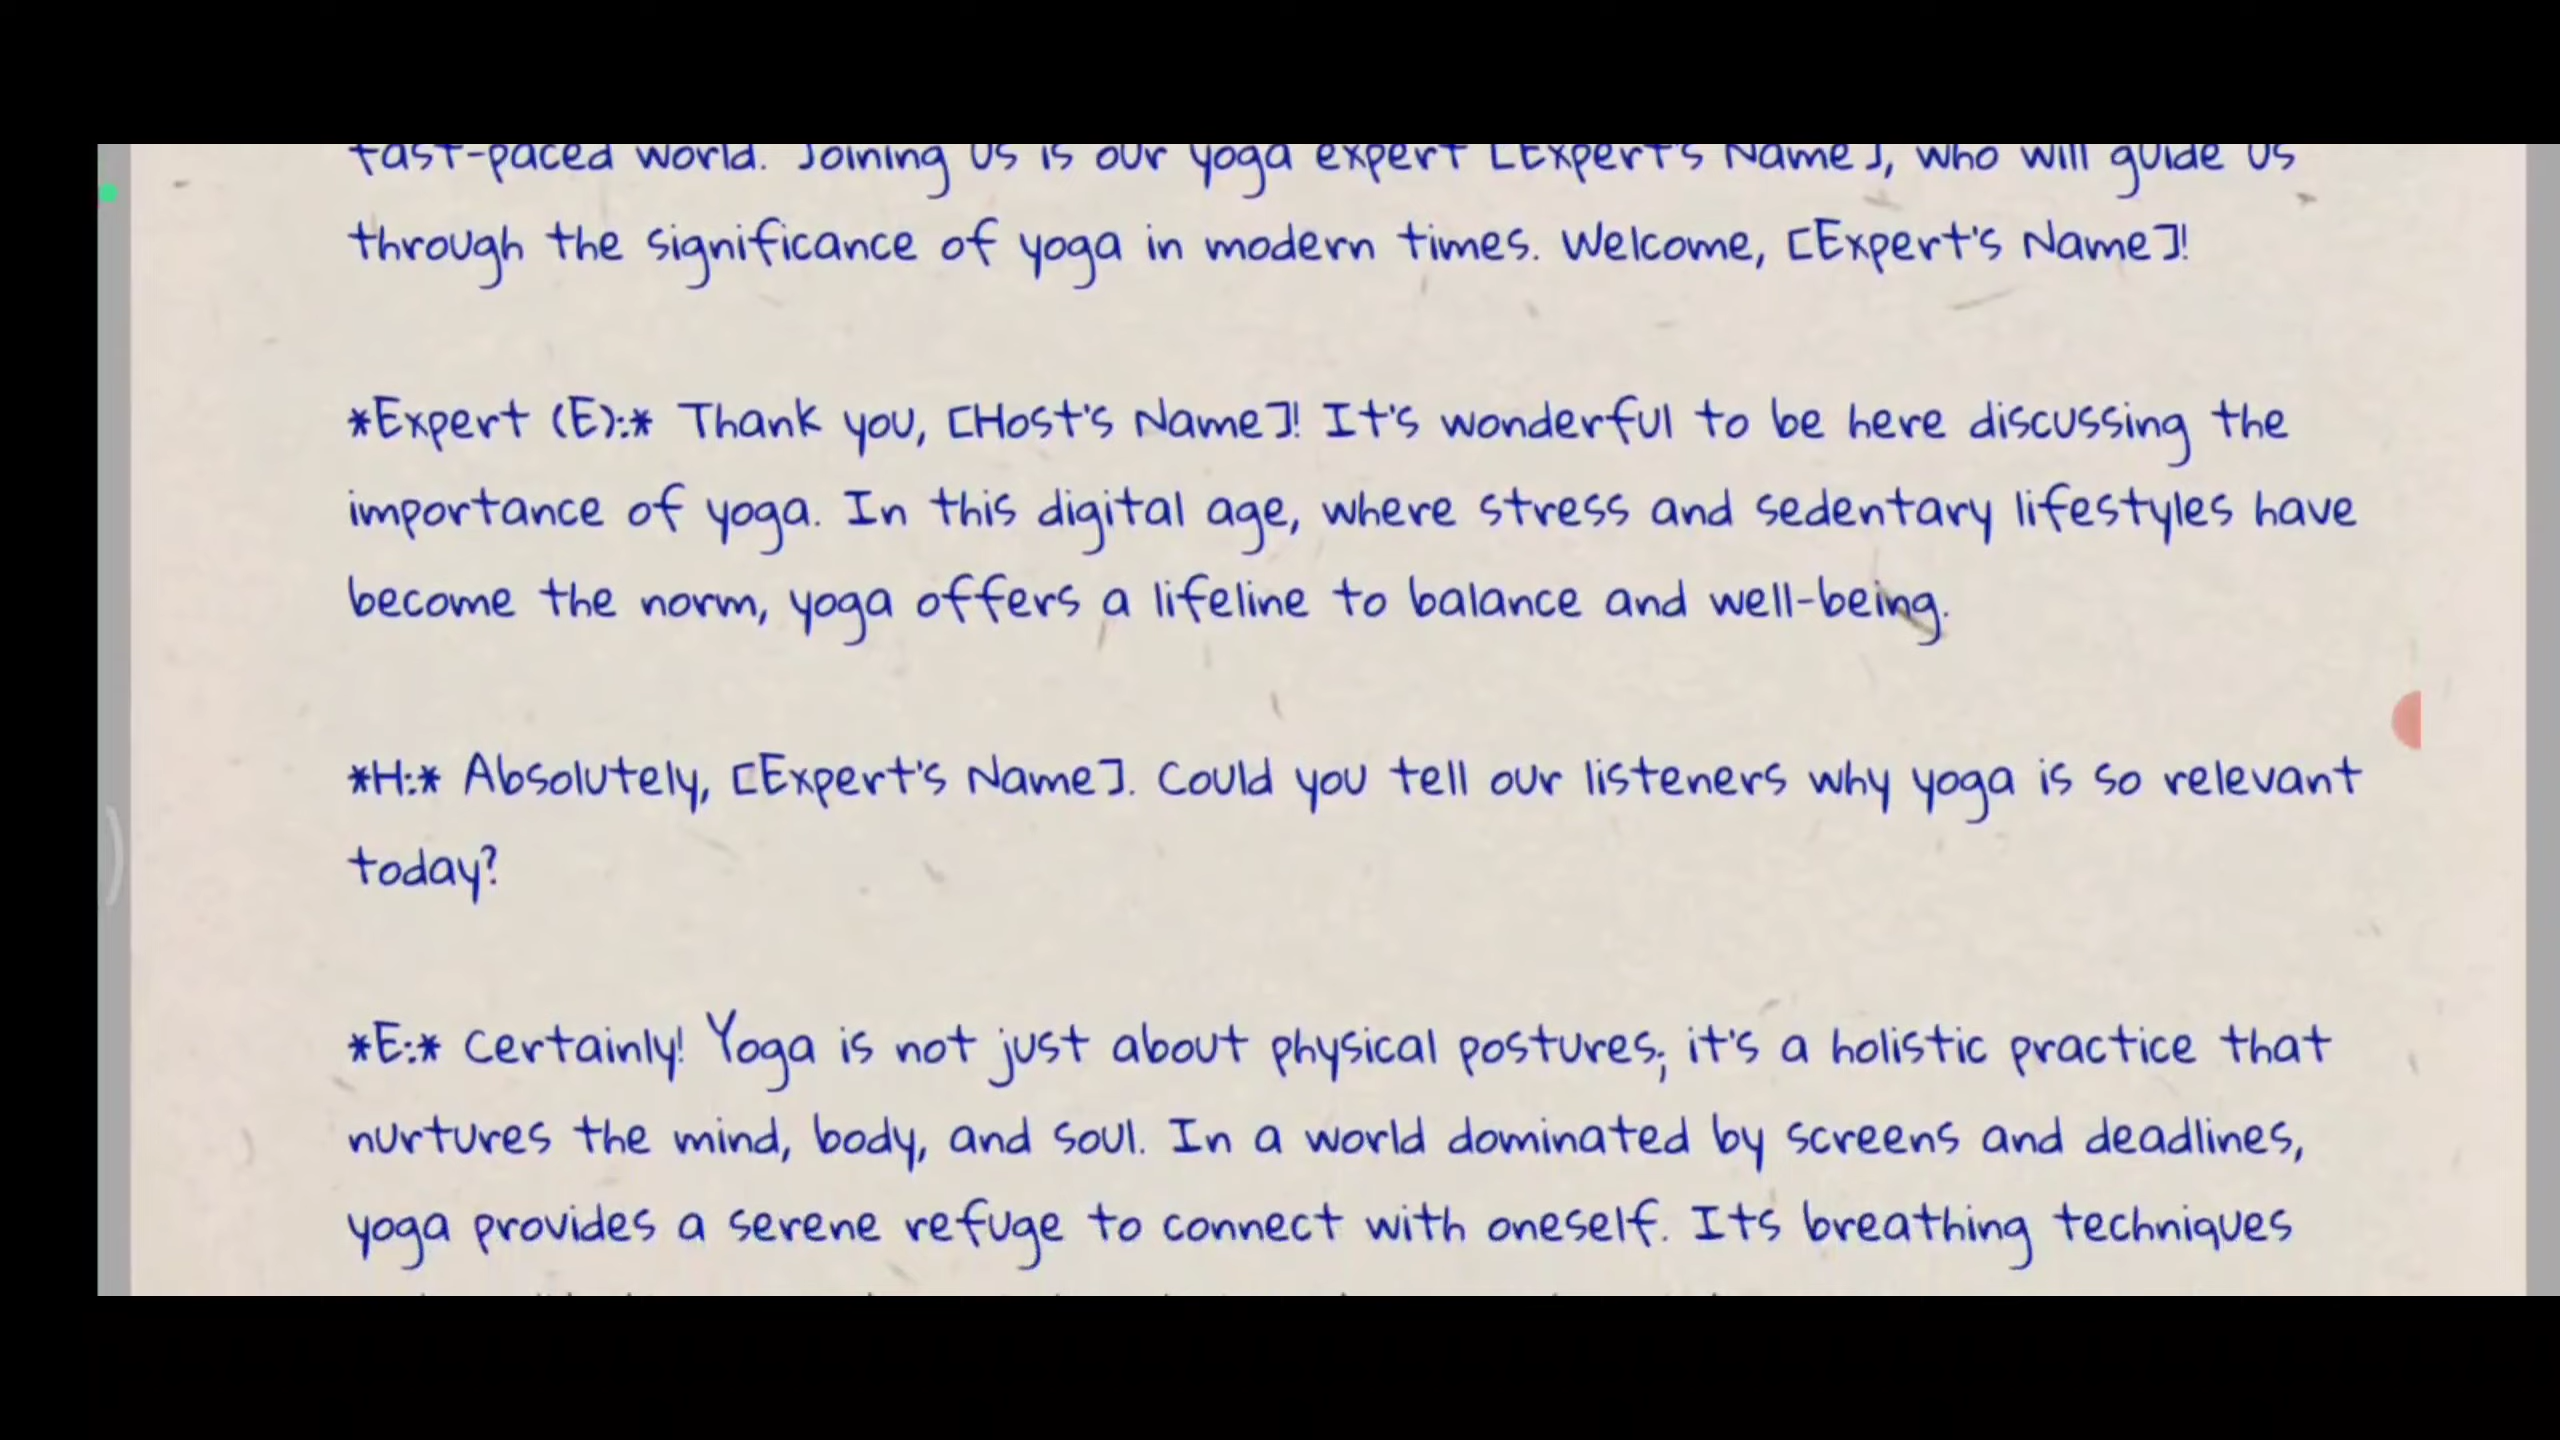 fast-paced world. Joining us is our yoga expert [Expert's Name], who will guide us
through the significance of yoga in modern times. Welcome, [Expert's Name]!
*Expert (E):* Thank you, [Host's Name]! It's wonderful to be here discussing the
importance of yoga. In this digital age, where stress and sedentary lifestyles have
become the norm, yoga offers a lifeline to balance and well-being.
*H:* Absolutely, [Expert's Name]. Could you tell our listeners why yoga is so relevant
today?
*E:* Certainly! Yoga is not just about physical postures; it's a holistic practice that
nurtures the mind, body, and soul. In a world dominated by screens and deadlines,
yoga provides a serene refuge to connect with oneself. Its breathing techniques